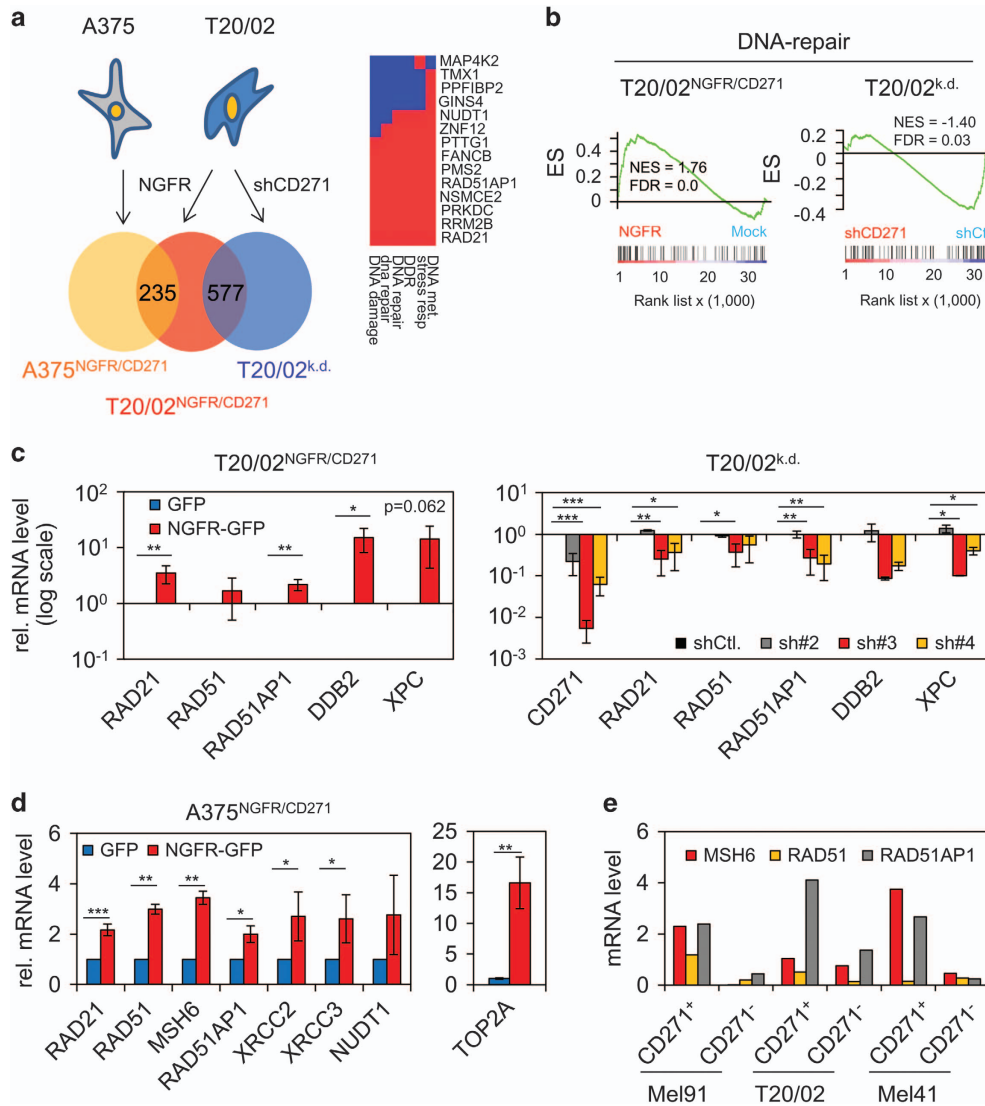 a
A375
T20/02
NGFR
shCD271
235
577
A375NGFR/CD271
T20/02k.d.
T20/02NGFR/CD271
MAP4K2
TMX1
PPFIBP2
GINS4
NUDT1
ZNF12
PTTG1
FANCB
PMS2
RAD51AP1
NSMCE2
PRKDC
RRM2B
RAD21
DNA damage
dna repair
DNA repair
DDR
stress resp
DNA met.
b
DNA-repair
T20/02NGFR/CD271
T20/02k.d.
ES
0.4
0.2
0
NES = 1.76
FDR = 0.0
NGFR
Mock
1 10 20 30
Rank list x (1,000)
ES
0.2
0
-0.2
-0.4
NES = -1.40
FDR = 0.03
shCD271
shCt
1 10 20 30
Rank list x (1,000)
c
T20/02NGFR/CD271
rel. mRNA level
(log scale)
10²
10¹
10⁰
10⁻¹
GFP
NGFR-GFP
**
**
*
p=0.062
RAD21
RAD51
RAD51AP1
DDB2
XPC
T20/02k.d.
10¹
10⁰
10⁻¹
10⁻²
10⁻³
***
***
*
**
*
**
**
*
*
shCtl.
sh#2
sh#3
sh#4
CD271
RAD21
RAD51
RAD51AP1
DDB2
XPC
d
A375NGFR/CD271
rel. mRNA level
6
4
2
0
GFP
NGFR-GFP
***
**
**
*
*
*
RAD21
RAD51
MSH6
RAD51AP1
XRCC2
XRCC3
NUDT1
25
20
15
10
5
0
**
TOP2A
e
mRNA level
6
4
2
0
MSH6
RAD51
RAD51AP1
CD271+
CD271-
CD271+
CD271-
CD271+
CD271-
Mel91
T20/02
Mel41